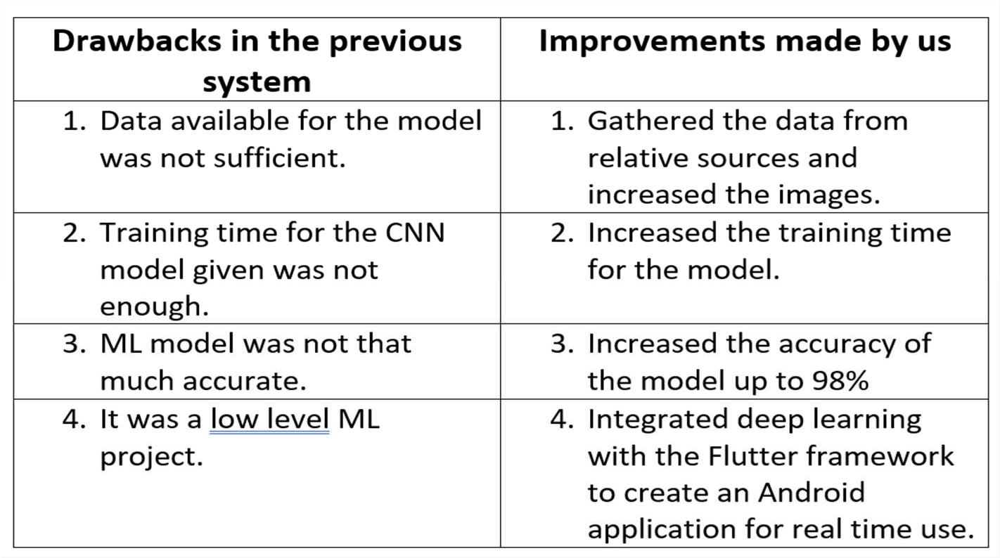 Drawbacks in the previous
system
Improvements made by us
1. Data available for the model
was not sufficient.
1. Gathered the data from
relative sources and
increased the images.
2. Training time for the CNN
model given was not
enough.
2. Increased the training time
for the model.
3. ML model was not that
much accurate.
3. Increased the accuracy of
the model up to 98%
4. It was a low level ML
project.
4. Integrated deep learning
with the Flutter framework
to create an Android
application for real time use.